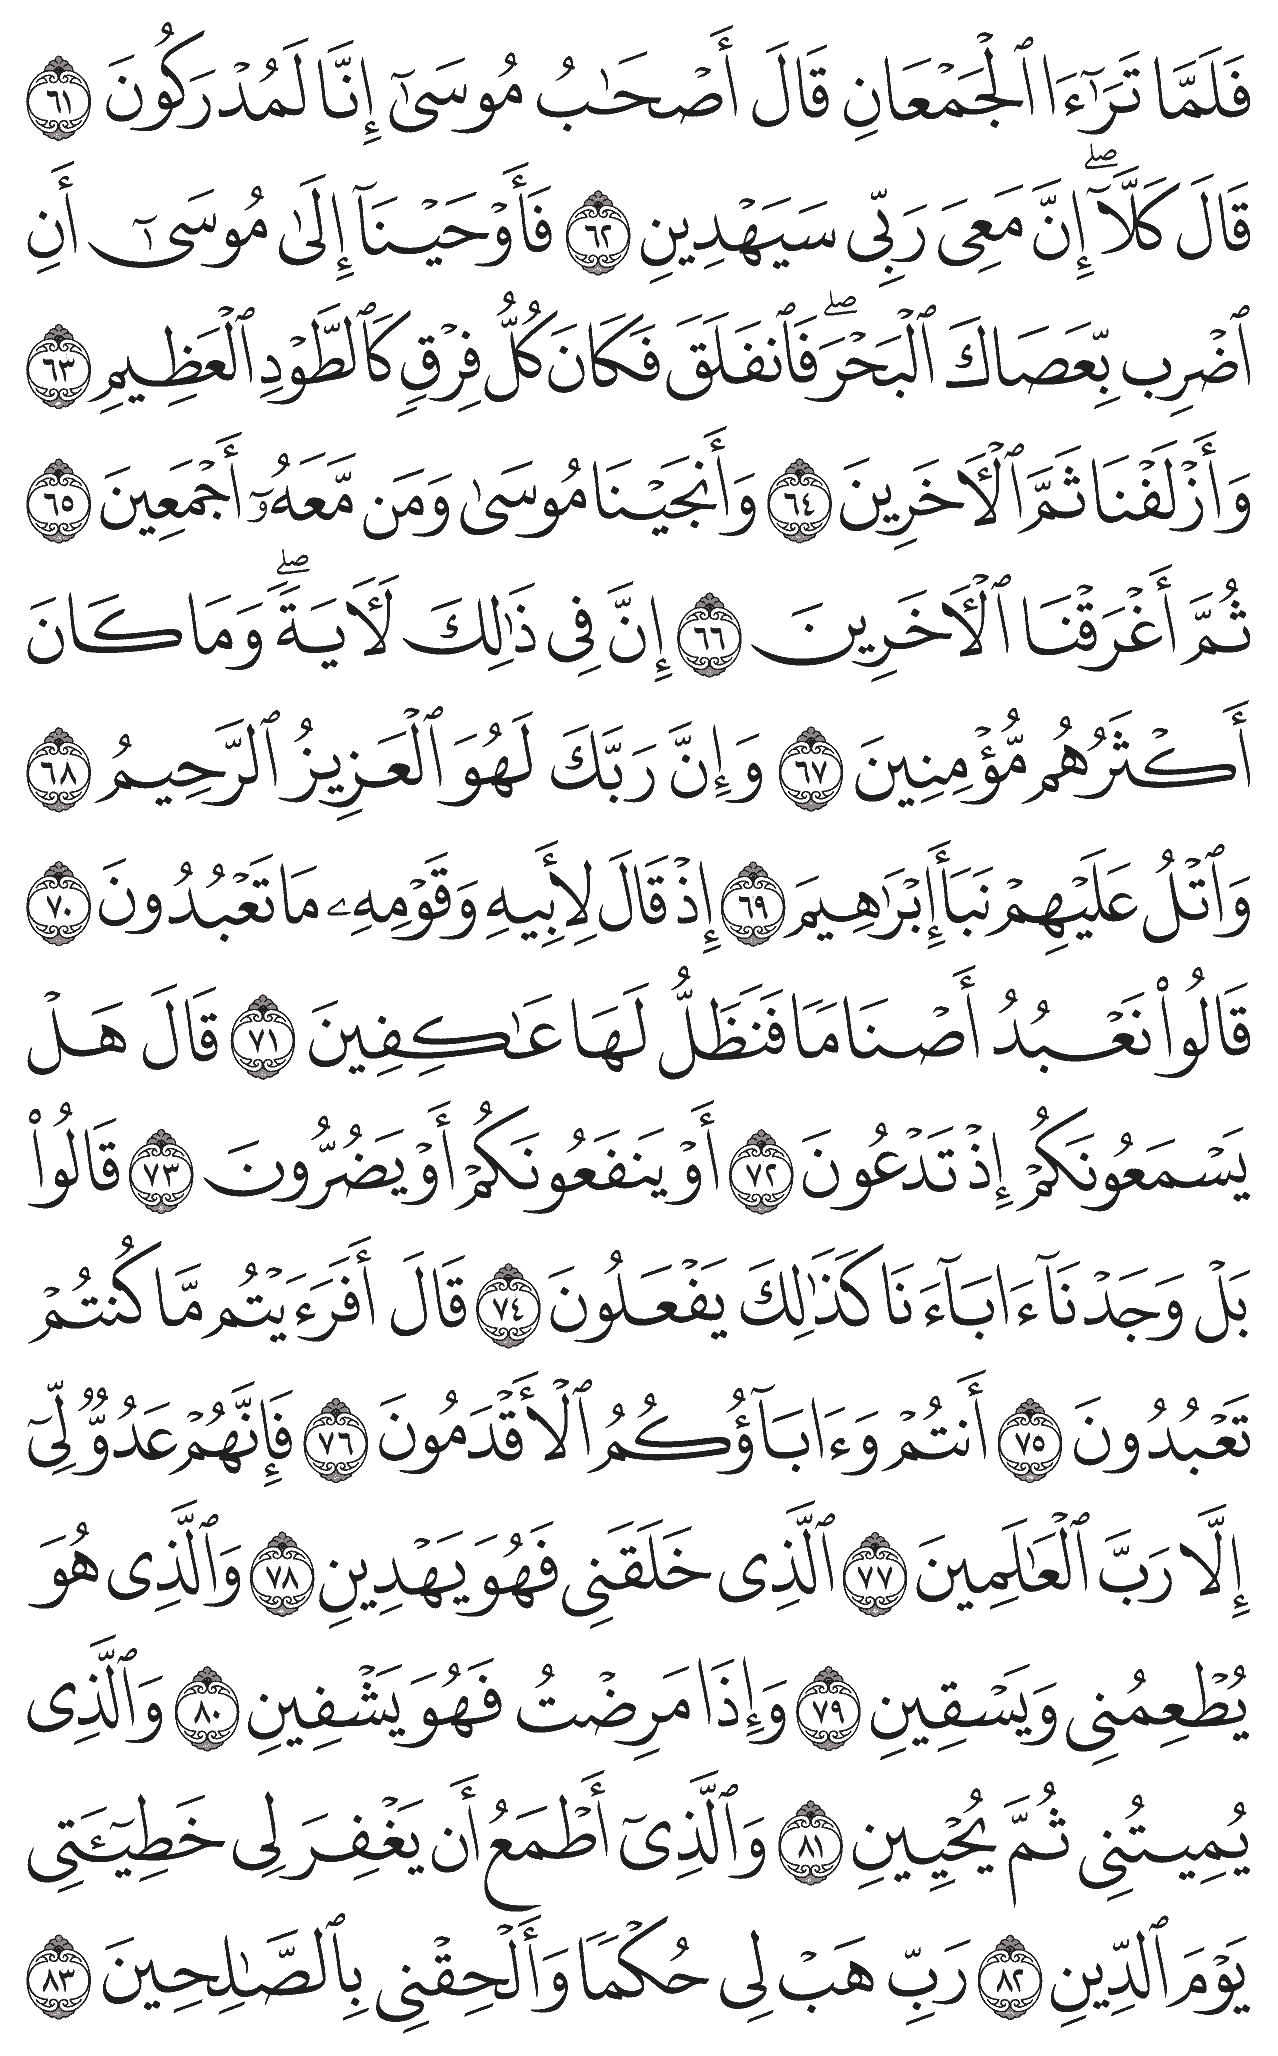 فَلَمَّا تَرَٰٓءَا ٱلْجَمْعَانِ قَالَ أَصْحَٰبُ مُوسَىٰٓ إِنَّا لَمُدْرَكُونَ ٦١
قَالَ كَلَّآ ۖ إِنَّ مَعِىَ رَبِّى سَيَهْدِينِ ٦٢ فَأَوْحَيْنَآ إِلَىٰ مُوسَىٰٓ أَنِ
ٱضْرِب بِّعَصَاكَ ٱلْبَحْرَ ۖ فَٱنفَلَقَ فَكَانَ كُلُّ فِرْقٍ كَٱلطَّوْدِ ٱلْعَظِيمِ ٦٣
وَأَزْلَفْنَا ثَمَّ ٱلْأَخَرِينَ ٦٤ وَأَنجَيْنَا مُوسَىٰ وَمَن مَّعَهُۥٓ أَجْمَعِينَ ٦٥
ثُمَّ أَغْرَقْنَا ٱلْأَخَرِينَ ٦٦ إِنَّ فِى ذَٰلِكَ لَأَيَةً ۖ وَمَا كَانَ
أَكْثَرُهُم مُّؤْمِنِينَ ٦٧ وَإِنَّ رَبَّكَ لَهُوَ ٱلْعَزِيزُ ٱلرَّحِيمُ ٦٨
وَٱتْلُ عَلَيْهِمْ نَبَأَ إِبْرَٰهِيمَ ٦٩ إِذْ قَالَ لِأَبِيهِ وَقَوْمِهِۦ مَا تَعْبُدُونَ ٧٠
قَالُوا۟ نَعْبُدُ أَصْنَامًا فَنَظَلُّ لَهَا عَٰكِفِينَ ٧١ قَالَ هَلْ
يَسْمَعُونَكُمْ إِذْ تَدْعُونَ ٧٢ أَوْ يَنفَعُونَكُمْ أَوْ يَضُرُّونَ ٧٣ قَالُوا۟
بَلْ وَجَدْنَآ ءَابَآءَنَا كَذَٰلِكَ يَفْعَلُونَ ٧٤ قَالَ أَفَرَءَيْتُم مَّا كُنتُمْ
تَعْبُدُونَ ٧٥ أَنتُمْ وَءَابَآؤُكُمُ ٱلْأَقْدَمُونَ ٧٦ فَإِنَّهُمْ عَدُوٌّ لِّىٓ
إِلَّا رَبَّ ٱلْعَٰلَمِينَ ٧٧ ٱلَّذِى خَلَقَنِى فَهُوَ يَهْدِينِ ٧٨ وَٱلَّذِى هُوَ
يُطْعِمُنِى وَيَسْقِينِ ٧٩ وَإِذَا مَرِضْتُ فَهُوَ يَشْفِينِ ٨٠ وَٱلَّذِى
يُمِيتُنِى ثُمَّ يُحْيِينِ ٨١ وَٱلَّذِىٓ أَطْمَعُ أَن يَغْفِرَ لِى خَطِيٓـَٔتِى
يَوْمَ ٱلدِّينِ ٨٢ رَبِّ هَبْ لِى حُكْمًا وَأَلْحِقْنِى بِٱلصَّٰلِحِينَ ٨٣